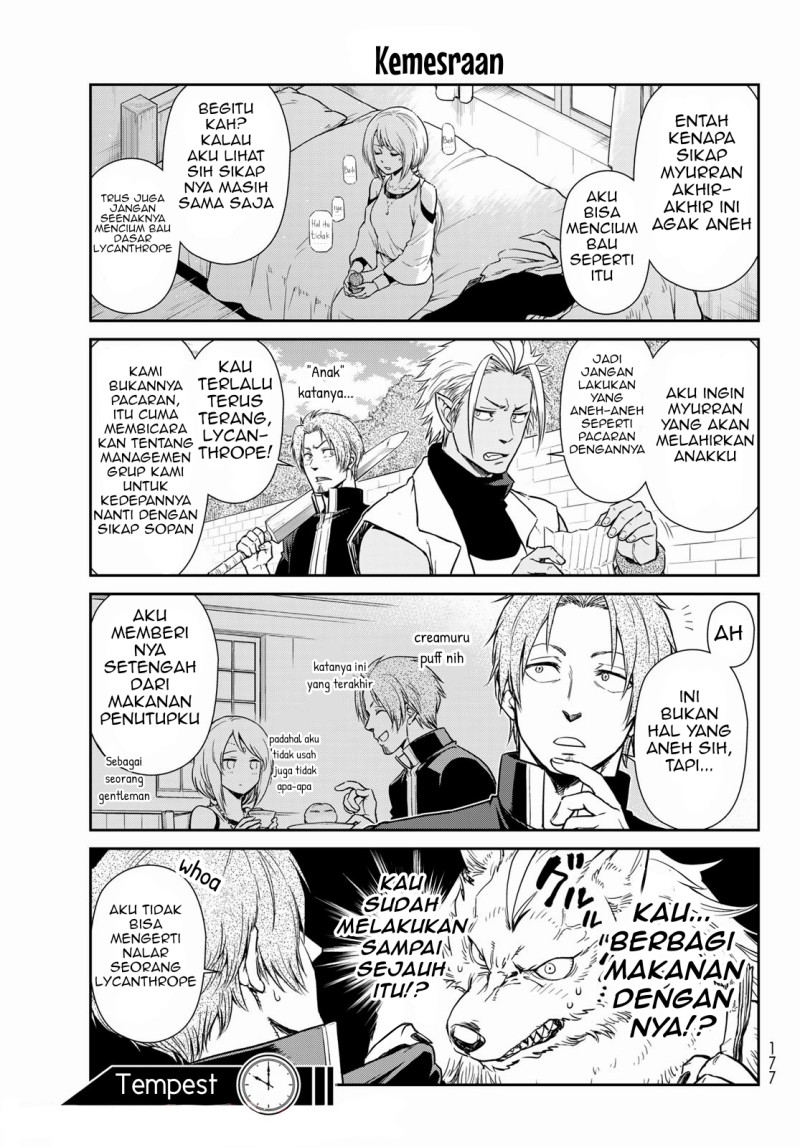 Kemesraan
ENTAH
KENAPA
SIKAP
MYURRAN
AKHIR-
AKHIR INI
AGAK ANEH
AKU
BISA
MENCIUM
BAU
SEPERTI
ITU
Beh
Beh
iya
Hal itu
tidak
BEGITU
KAH?
KALAU
AKU LIHAT
SIH SIKAP
NYA MASIH
SAMA SAJA
TRUS JUGA
JANGAN
SEENAKNYA
MENCIUM BAU
DASAR
LYCANTHROPE
AKU INGIN
MYURRAN
YANG AKAN
MELAHIRKAN
ANAKKU
JADI
JANGAN
LAKUKAN
YANG
ANEH-ANEH
SEPERTI
PACARAN
DENGANNYA
"Anak"
katanya...
KAU
TERLALU
TERUS
TERANG,
LYCAN-
THROPE!
KAMI
BUKANNYA
PACARAN,
ITU CUMA
MEMBICARA
KAN TENTANG
MANAGEMEN
GRUP KAMI
UNTUK
KEDEPANNYA
NANTI DENGAN
SIKAP SOPAN
AH
INI
BUKAN
HAL YANG
ANEH SIH,
TAPI...
creamuru
puff nih
katanya ini
yang terakhir
padahal aku
tidak usah
juga tidak
apa-apa
AKU
MEMBERI
NYA
SETENGAH
DARI
MAKANAN
PENUTUPKU
Sebagai
seorang
gentleman
KAU...
BERBAGI
MAKANAN
DENGAN
NYA!?
グルル
KAU
SUDAH
MELAKUKAN
SAMPAI
SEJAUH
ITU!?
whoa
AKU TIDAK
BISA
MENGERTI
NALAR
SEORANG
LYCANTHROPE
Tempest
177